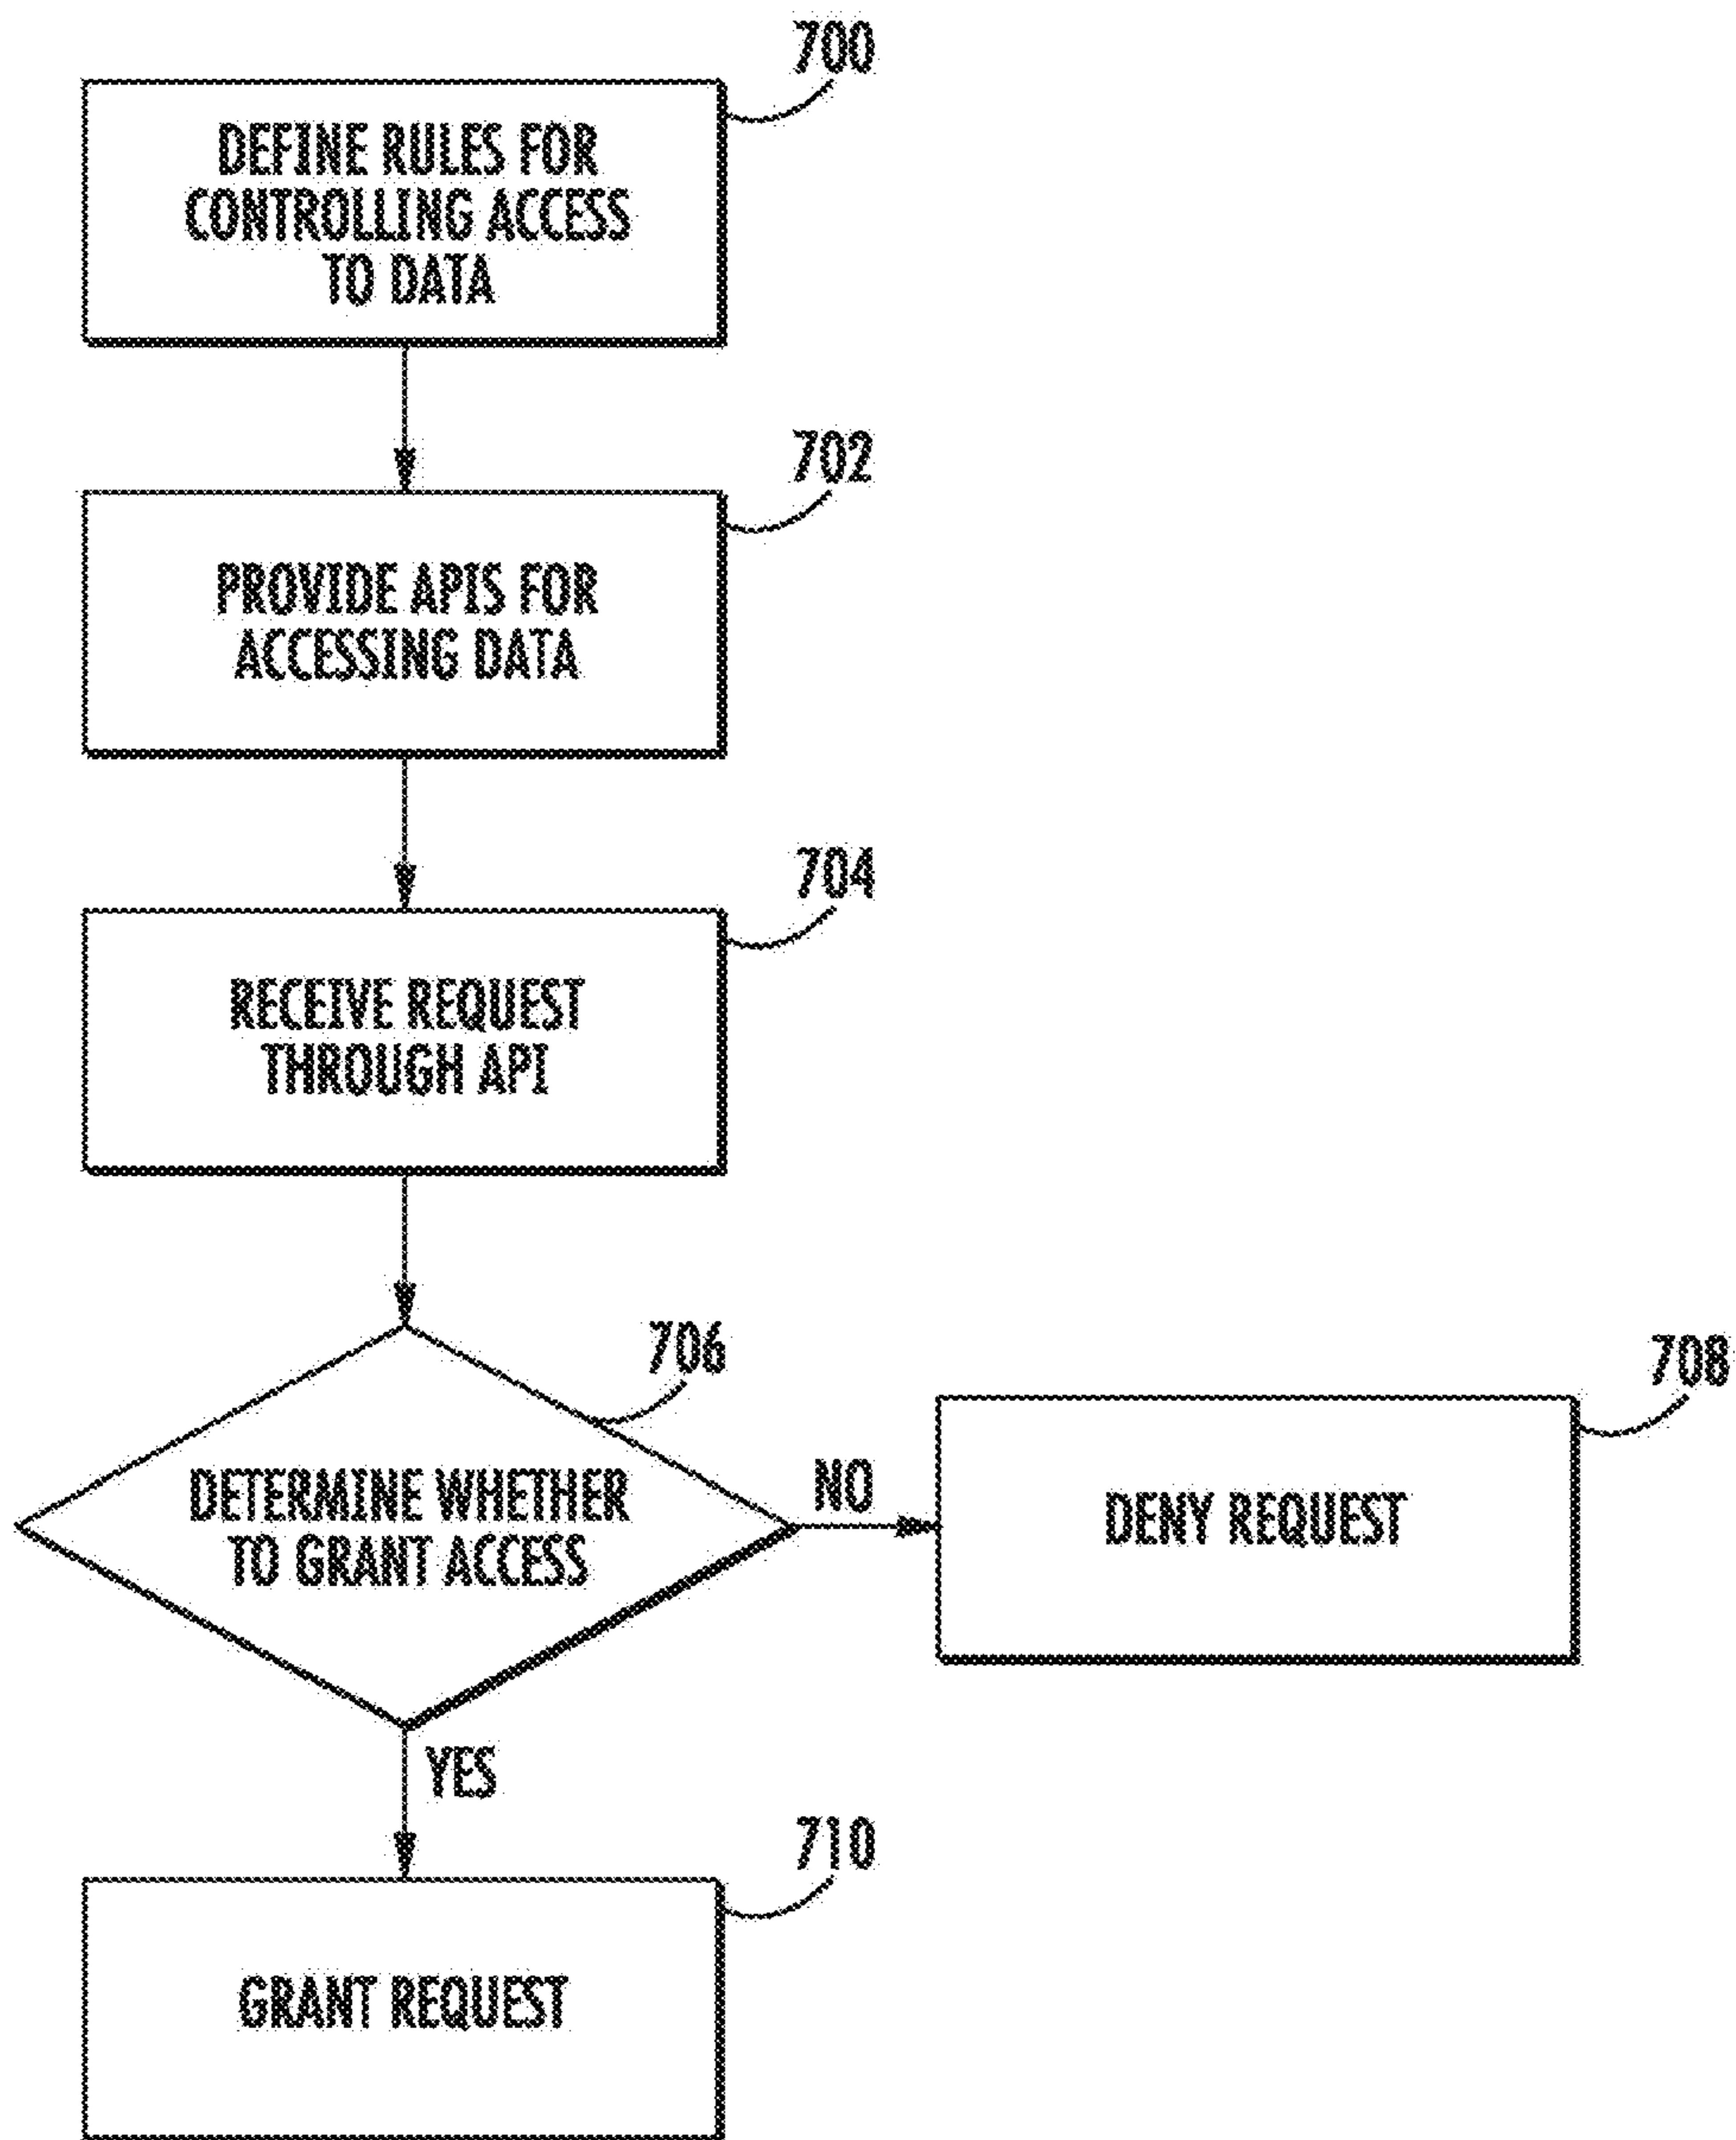 700
DEFINE RULES FOR
CONTROLLING ACCESS
TO DATA
702
PROVIDE APIS FOR
ACCESSING DATA
704
RECEIVE REQUEST
THROUGH API
706
DETERMINE WHETHER
TO GRANT ACCESS
NO
708
DENY REQUEST
YES
710
GRANT REQUEST